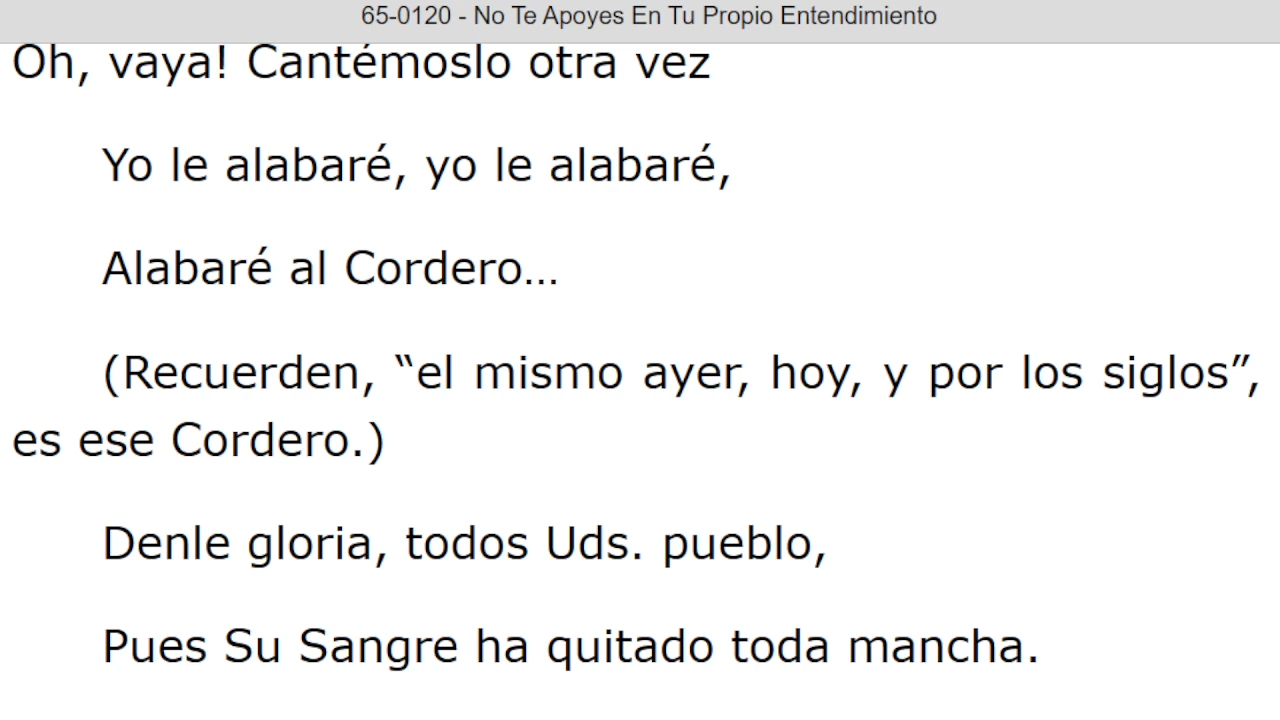 65-0120 - No Te Apoyes En Tu Propio Entendimiento
Oh, vaya! Cantémoslo otra vez
Yo le alabaré, yo le alabaré,
Alabaré al Cordero...
(Recuerden, “el mismo ayer, hoy, y por los siglos”,
es ese Cordero.)
Denle gloria, todos Uds. pueblo,
Pues Su Sangre ha quitado toda mancha.